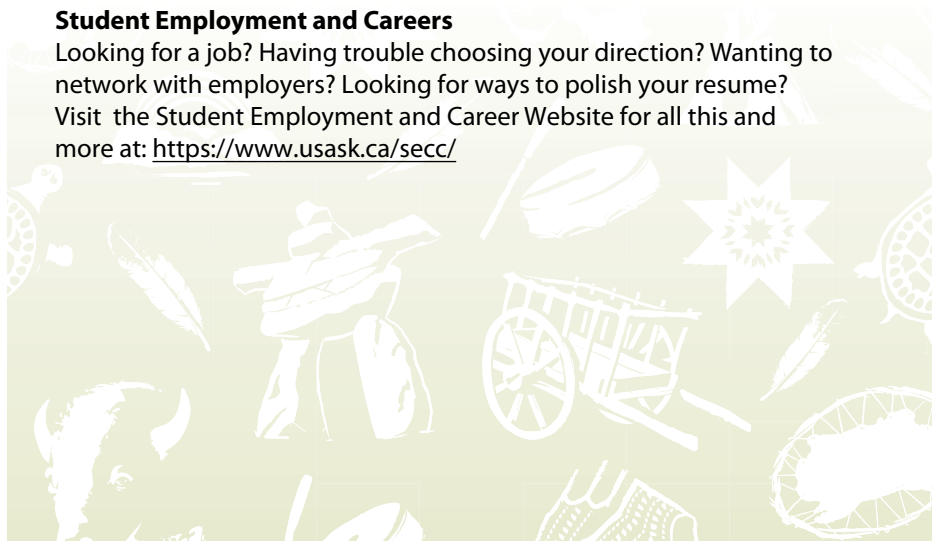 Student Employment and Careers
Looking for a job? Having trouble choosing your direction? Wanting to
network with employers? Looking for ways to polish your resume?
Visit  the Student Employment and Career Website for all this and
more at: https://www.usask.ca/secc/